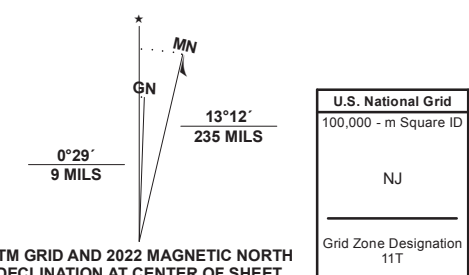 ★
MN
GN
13°12´
235 MILS
0°29´
9 MILS
TM GRID AND 2022 MAGNETIC NORTH
DECLINATION AT CENTER OF SHEET
U.S. National Grid
100,000 - m Square ID
NJ
Grid Zone Designation
11T